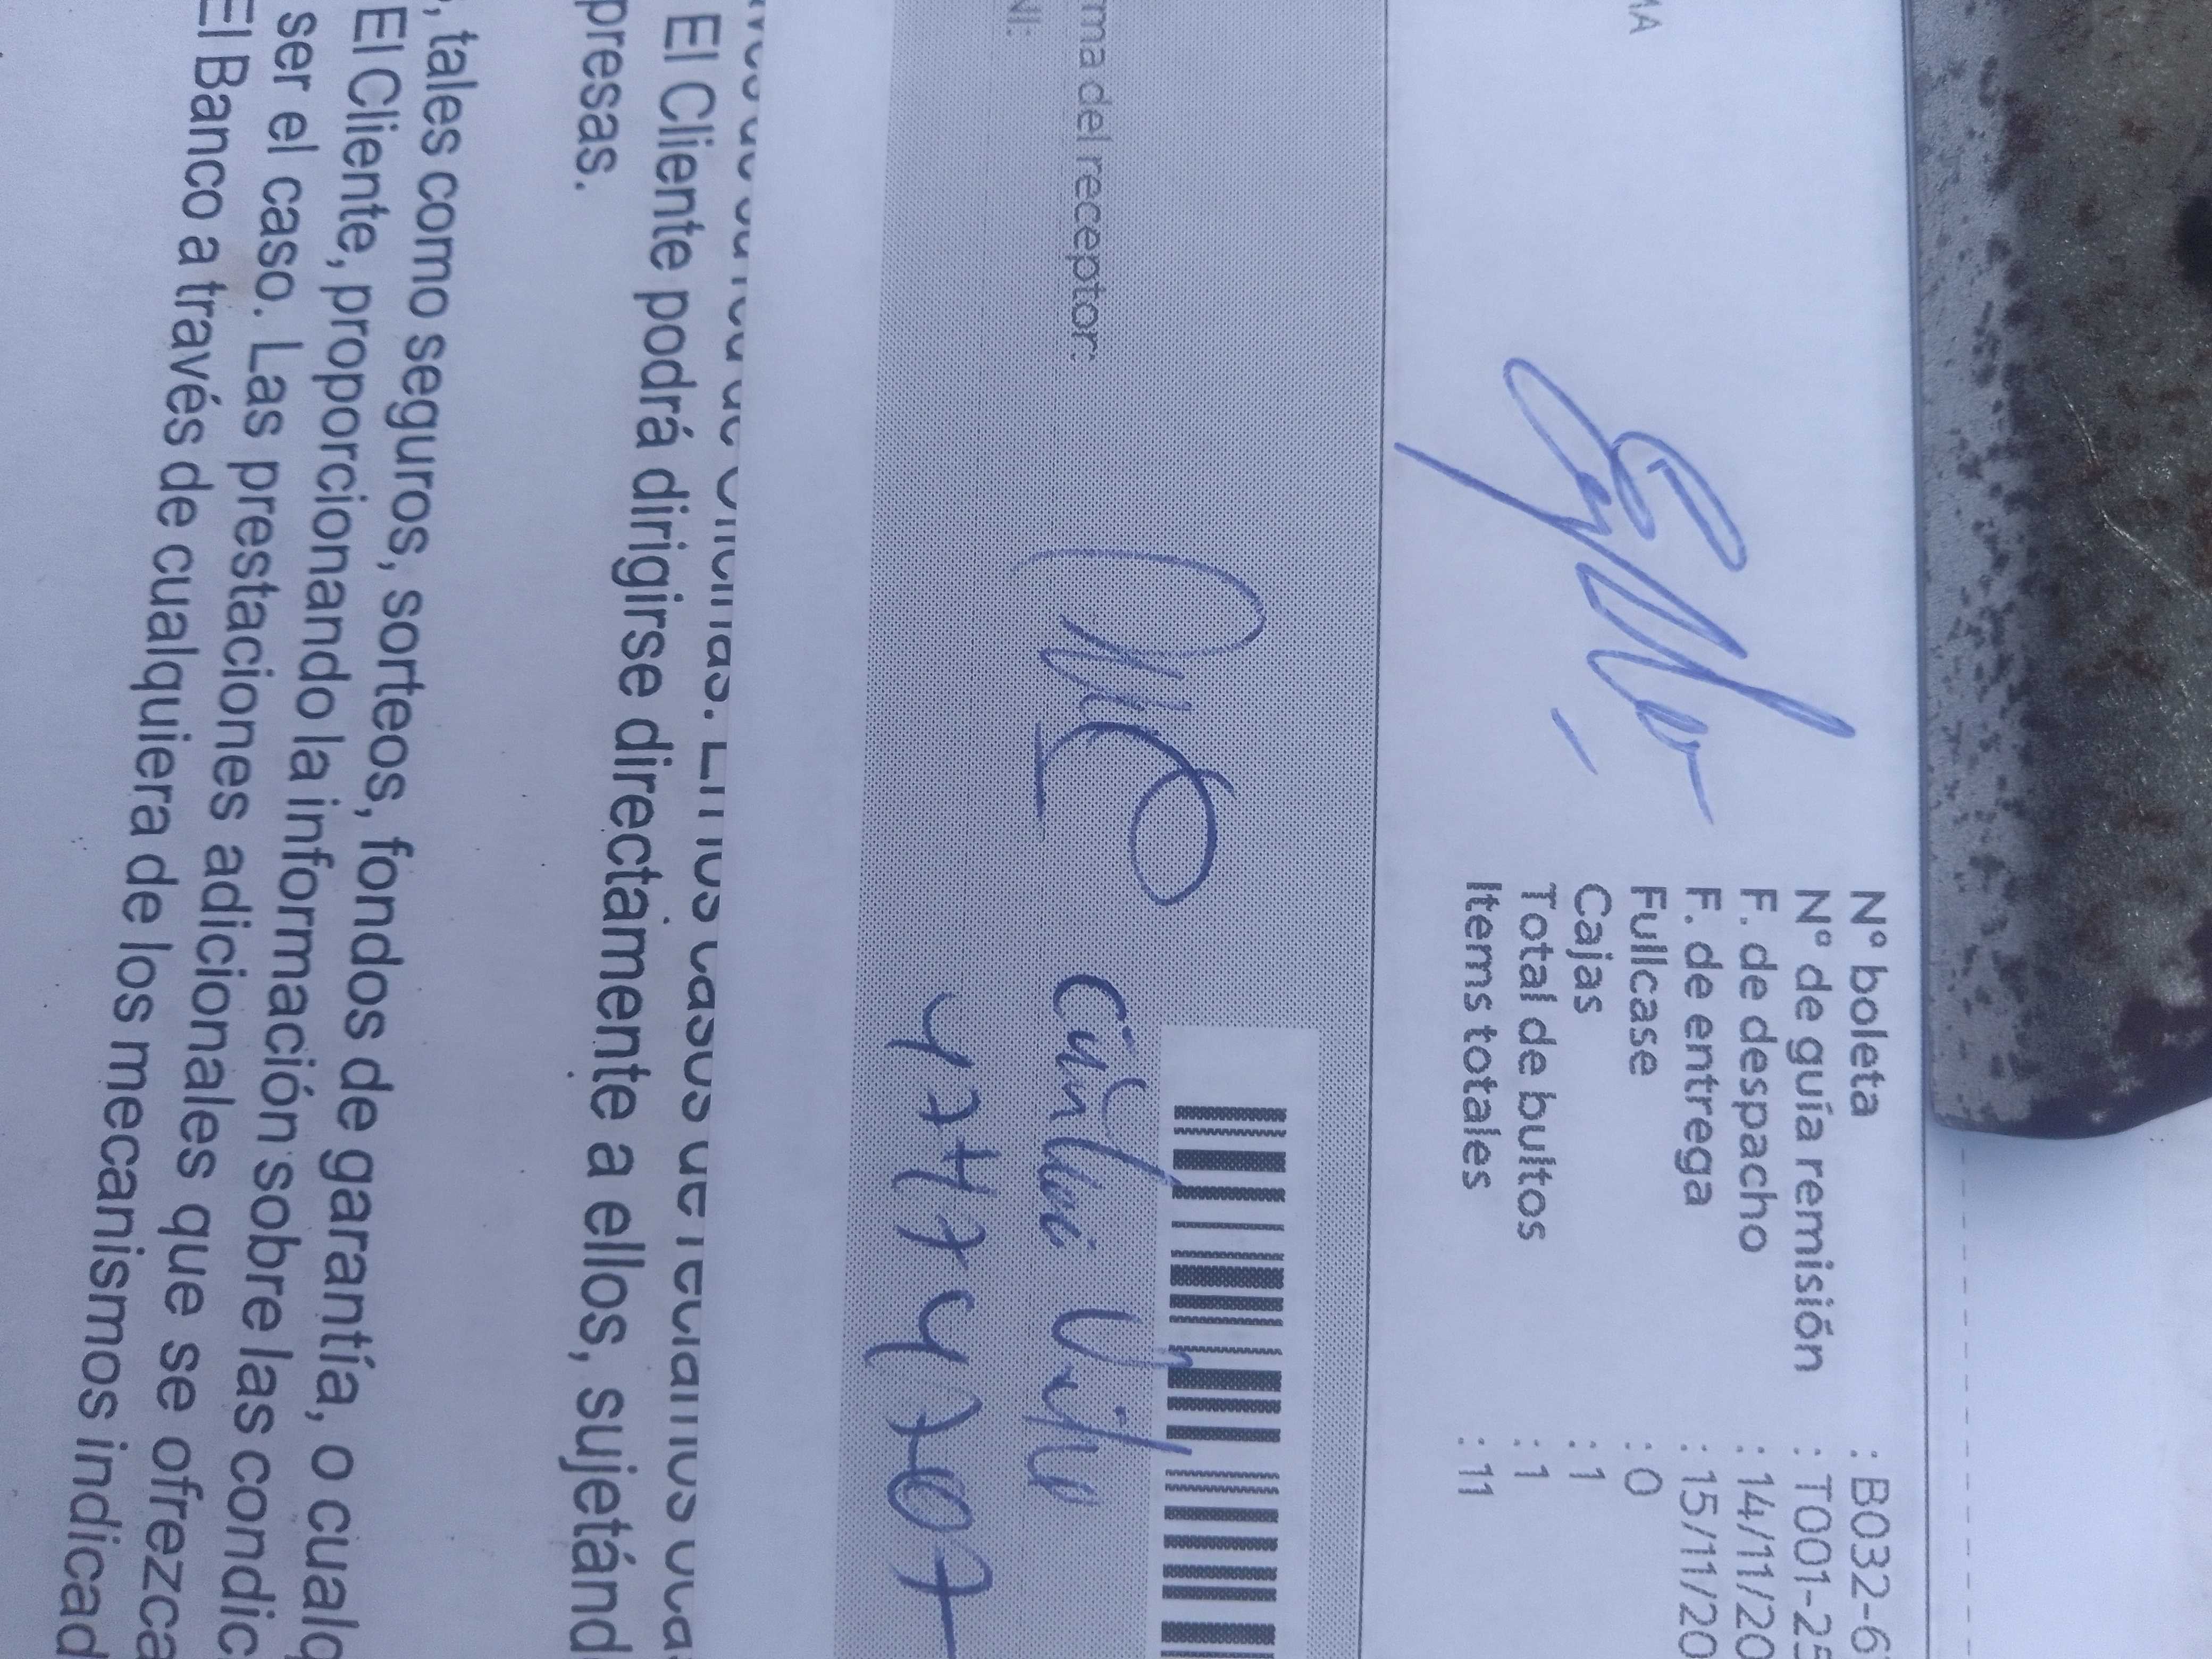 MA
N° boleta : B032-6
N° de guía remisión : T001-25
F. de despacho : 14/11/20
F. de entrega : 15/11/20
Fullcase : 0
Cajas : 1
Total de bultos : 1
Items totales : 11
ma del receptor:
NI:
El Cliente podrá dirigirse directamente a ellos, sujetánd
presas.
, tales como seguros, sorteos, fondos de garantía, o cualq
El Cliente, proporcionando la información sobre las condic
ser el caso. Las prestaciones adicionales que se ofrezca
El Banco a través de cualquiera de los mecanismos indicad